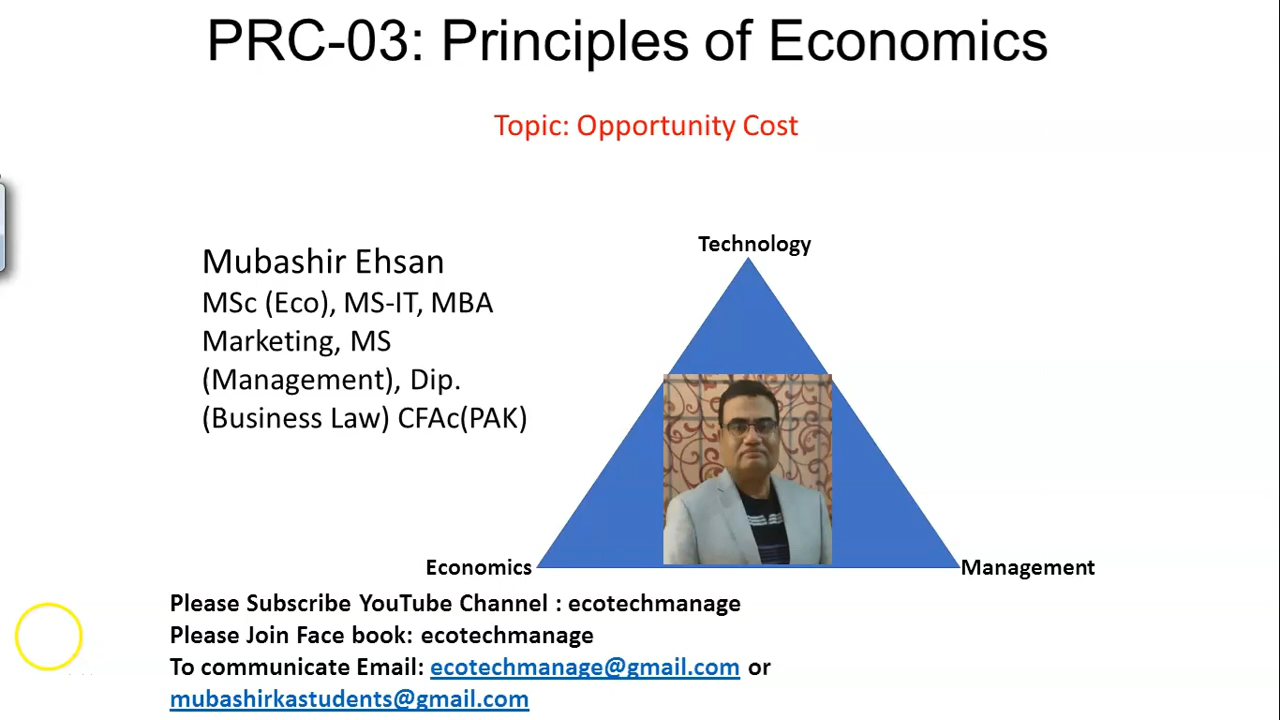 PRC-03: Principles of Economics
Topic: Opportunity Cost
Mubashir Ehsan
MSc (Eco), MS-IT, MBA
Marketing, MS
(Management), Dip.
(Business Law) CFAc(PAK)
Technology
Economics
Management
Please Subscribe YouTube Channel : ecotechmanage
Please Join Face book: ecotechmanage
To communicate Email: ecotechmanage@gmail.com or
mubashirkastudents@gmail.com